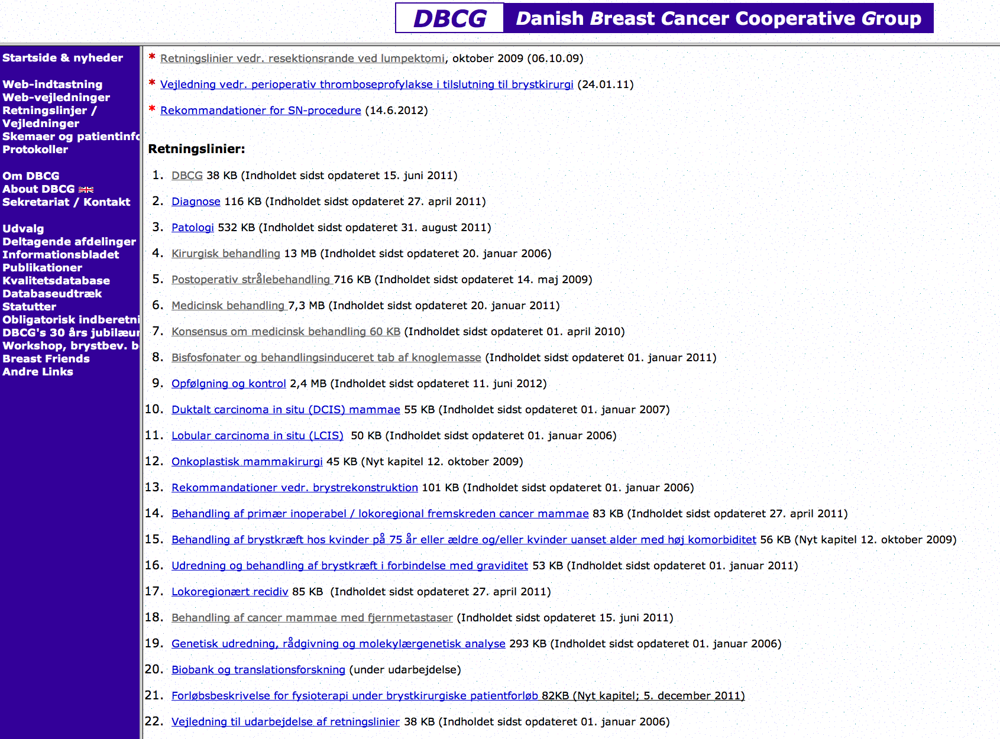 DBCG Danish Breast Cancer Cooperative Group
Startside & nyheder
Web-indtastning
Web-vejledninger
Retningslinjer /
Vejledninger
Skemaer og patientinfo
Protokoller
Om DBCG
About DBCG
Sekretariat / Kontakt
Udvalg
Deltagende afdelinger
Informationsbladet
Publikationer
Kvalitetsdatabase
Databaseudtræk
Statutter
Obligatorisk indberetni
DBCG's 30 års jubilæur
Workshop, brystbev. b
Breast Friends
Andre Links
* Retningslinier vedr. resektionsrande ved lumpektomi, oktober 2009 (06.10.09)
* Vejledning vedr. perioperativ thromboseprofylakse i tilslutning til brystkirurgi (24.01.11)
* Rekommandationer for SN-procedure (14.6.2012)
Retningslinier:
1. DBCG 38 KB (Indholdet sidst opdateret 15. juni 2011)
2. Diagnose 116 KB (Indholdet sidst opdateret 27. april 2011)
3. Patologi 532 KB (Indholdet sidst opdateret 31. august 2011)
4. Kirurgisk behandling 13 MB (Indholdet sidst opdateret 20. januar 2006)
5. Postoperativ strålebehandling 716 KB (Indholdet sidst opdateret 14. maj 2009)
6. Medicinsk behandling 7,3 MB (Indholdet sidst opdateret 20. januar 2011)
7. Konsensus om medicinsk behandling 60 KB (Indholdet sidst opdateret 01. april 2010)
8. Bisfosfonater og behandlingsinduceret tab af knoglemasse (Indholdet sidst opdateret 01. januar 2011)
9. Opfølgning og kontrol 2,4 MB (Indholdet sidst opdateret 11. juni 2012)
10. Duktalt carcinoma in situ (DCIS) mammae 55 KB (Indholdet sidst opdateret 01. januar 2007)
11. Lobular carcinoma in situ (LCIS) 50 KB (Indholdet sidst opdateret 01. januar 2006)
12. Onkoplastisk mammakirurgi 45 KB (Nyt kapitel 12. oktober 2009)
13. Rekommandationer vedr. brystrekonstruktion 101 KB (Indholdet sidst opdateret 01. januar 2006)
14. Behandling af primær inoperabel / lokoregional fremskreden cancer mammae 83 KB (Indholdet sidst opdateret 27. april 2011)
15. Behandling af brystkræft hos kvinder på 75 år eller ældre og/eller kvinder uanset alder med høj komorbiditet 56 KB (Nyt kapitel 12. oktober 2009)
16. Udredning og behandling af brystkræft i forbindelse med graviditet 53 KB (Indholdet sidst opdateret 01. januar 2011)
17. Lokoregionært recidiv 85 KB (Indholdet sidst opdateret 27. april 2011)
18. Behandling af cancer mammae med fjernmetastaser (Indholdet sidst opdateret 15. juni 2011)
19. Genetisk udredning, rådgivning og molekylærgenetisk analyse 293 KB (Indholdet sidst opdateret 01. januar 2006)
20. Biobank og translationsforskning (under udarbejdelse)
21. Forløbsbeskrivelse for fysioterapi under brystkirurgiske patientforløb 82KB (Nyt kapitel; 5. december 2011)
22. Vejledning til udarbejdelse af retningslinier 38 KB (Indholdet sidst opdateret 01. januar 2006)